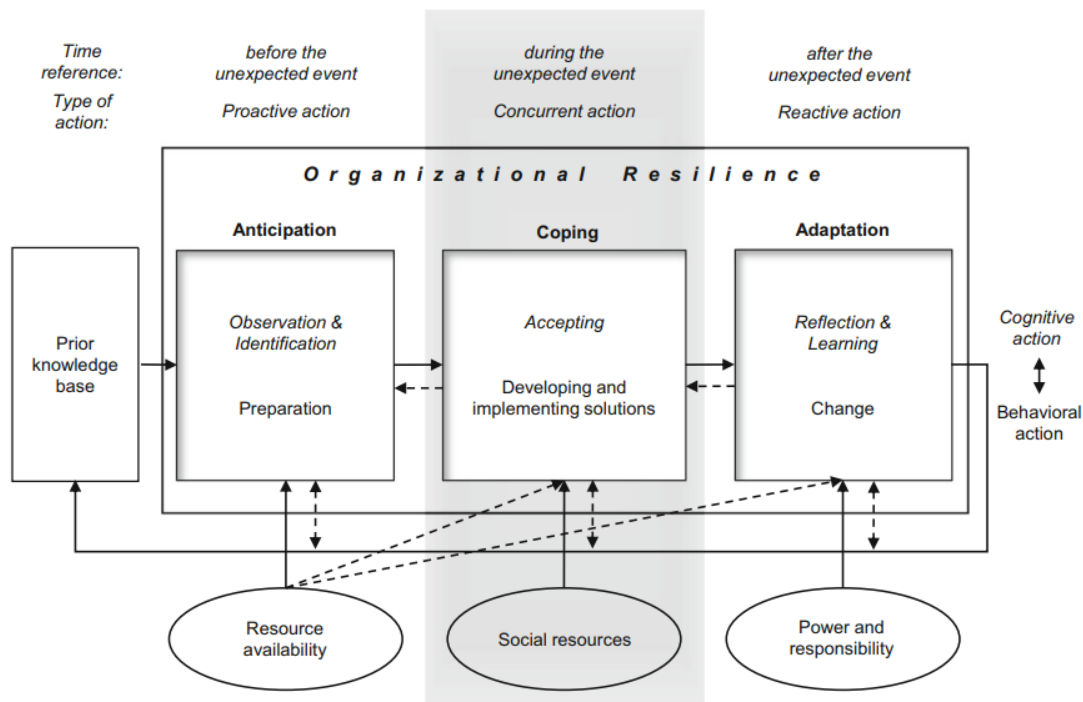 Time
reference:
before the
unexpected event
during the
unexpected event
after the
unexpected event
Type of
action:
Proactive action
Concurrent action
Reactive action
Organizational Resilience
Anticipation
Coping
Adaptation
Prior
knowledge
base
Observation &
Identification
Preparation
Accepting
Developing and
implementing solutions
Reflection &
Learning
Change
Cognitive
action
Behavioral
action
Resource
availability
Social resources
Power and
responsibility